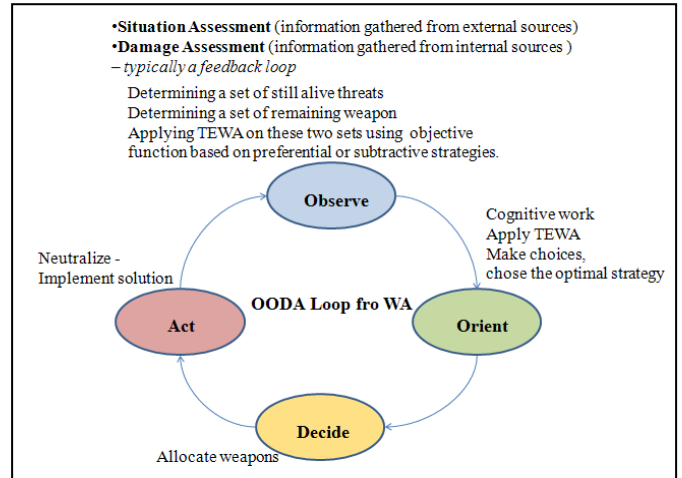 •Situation Assessment (information gathered from external sources)
•Damage Assessment (information gathered from internal sources )
– typically a feedback loop
Determining a set of still alive threats
Determining a set of remaining weapon
Applying TEWA on these two sets using objective
function based on preferential or subtractive strategies.
Observe
Cognitive work
Apply TEWA
Make choices,
chose the optimal strategy
Neutralize -
Implement solution
OODA Loop fro WA
Act
Orient
Decide
Allocate weapons